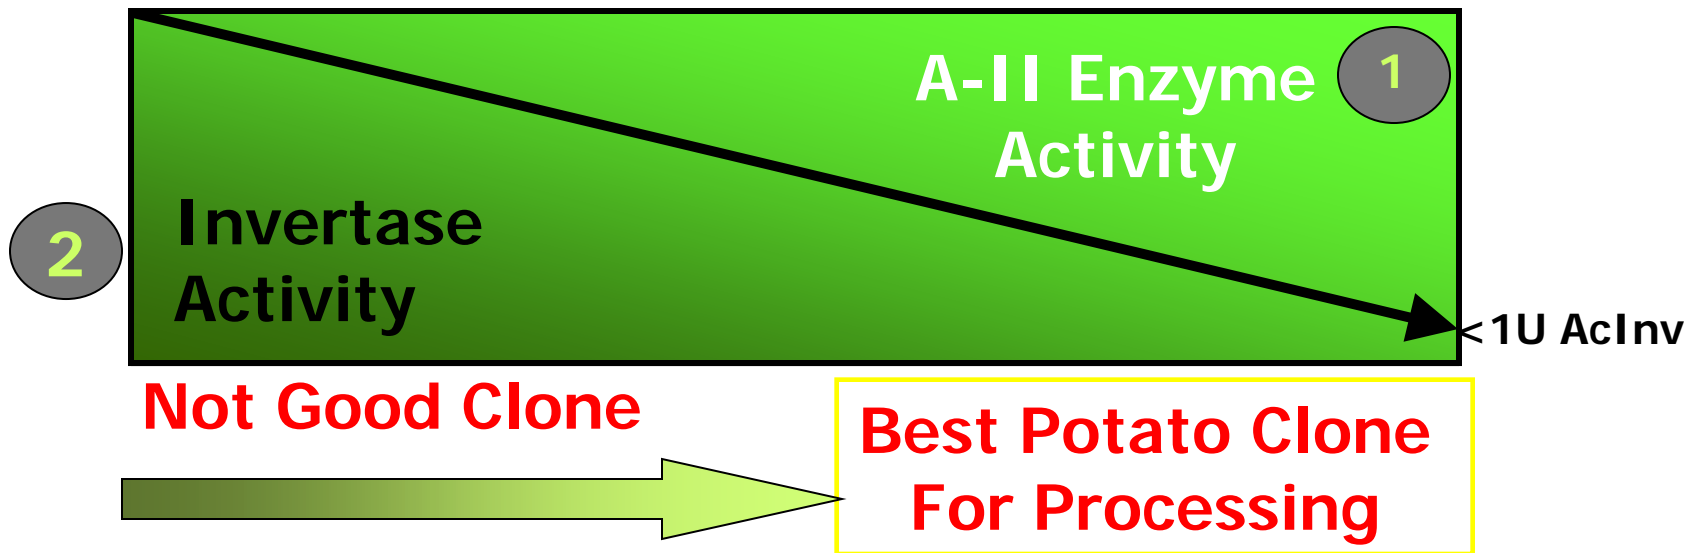 A-II Enzyme
Activity
1
Invertase
Activity
2
<1U AcInv
Not Good Clone
Best Potato Clone
For Processing